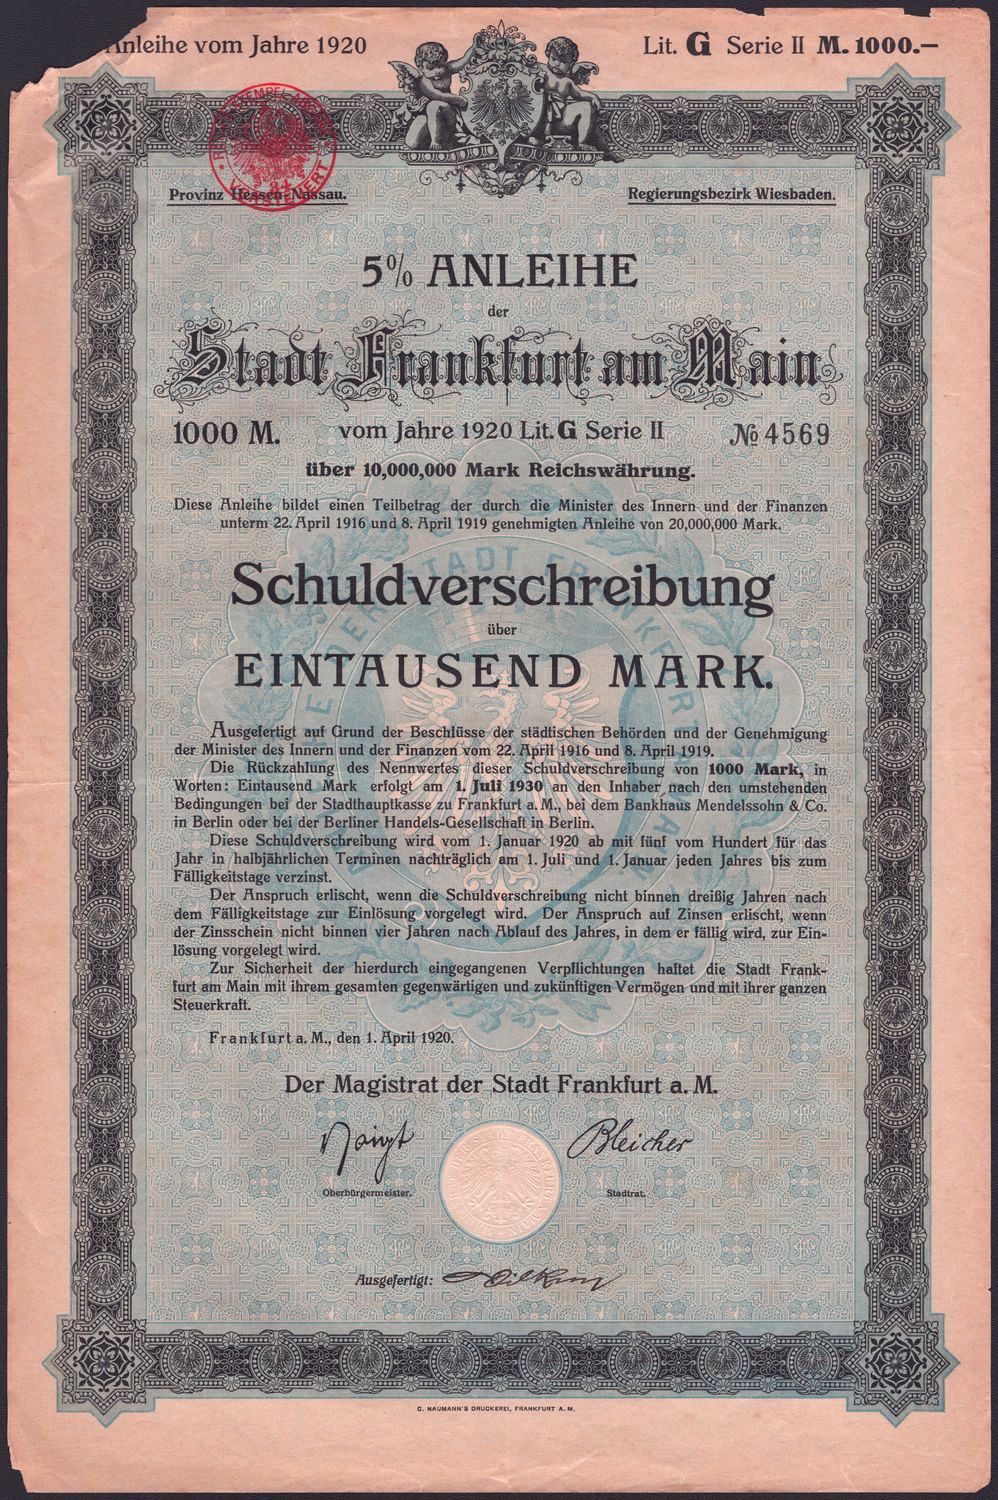 Anleihe vom Jahre 1920
Lit. G Serie II M. 1000.—
Provinz Hessen-Nassau.
Regierungsbezirk Wiesbaden.
5% ANLEIHE
der
Stadt Frankfurt am Main
1000 M. vom Jahre 1920 Lit. G Serie II № 4569
über 10,000,000 Mark Reichswährung.
Diese Anleihe bildet einen Teilbetrag der durch die Minister des Innern und der Finanzen
unterm 22. April 1916 und 8. April 1919 genehmigten Anleihe von 20,000,000 Mark.
Schuldverschreibung
über
EINTAUSEND MARK.
Ausgefertigt auf Grund der Beschlüsse der städtischen Behörden und der Genehmigung
der Minister des Innern und der Finanzen vom 22. April 1916 und 8. April 1919.
Die Rückzahlung des Nennwertes dieser Schuldverschreibung von 1000 Mark, in
Worten: Eintausend Mark erfolgt am 1. Juli 1930 an den Inhaber nach den umstehenden
Bedingungen bei der Stadthauptkasse zu Frankfurt a. M., bei dem Bankhaus Mendelssohn & Co.
in Berlin oder bei der Berliner Handels-Gesellschaft in Berlin.
Diese Schuldverschreibung wird vom 1. Januar 1920 ab mit fünf vom Hundert für das
Jahr in halbjährlichen Terminen nachträglich am 1. Juli und 1. Januar jeden Jahres bis zum
Fälligkeitstage verzinst.
Der Anspruch erlischt, wenn die Schuldverschreibung nicht binnen dreißig Jahren nach
dem Fälligkeitstage zur Einlösung vorgelegt wird. Der Anspruch auf Zinsen erlischt, wenn
der Zinsschein nicht binnen vier Jahren nach Ablauf des Jahres, in dem er fällig wird, zur Ein-
lösung vorgelegt wird.
Zur Sicherheit der hierdurch eingegangenen Verpflichtungen haftet die Stadt Frank-
furt am Main mit ihrem gesamten gegenwärtigen und zukünftigen Vermögen und mit ihrer ganzen
Steuerkraft.
Frankfurt a. M., den 1. April 1920.
Der Magistrat der Stadt Frankfurt a. M.
Voigt Bleicher
Oberbürgermeister. Stadtrat.
Ausgefertigt:
C. NAUMANN'S DRUCKEREI, FRANKFURT A. M.